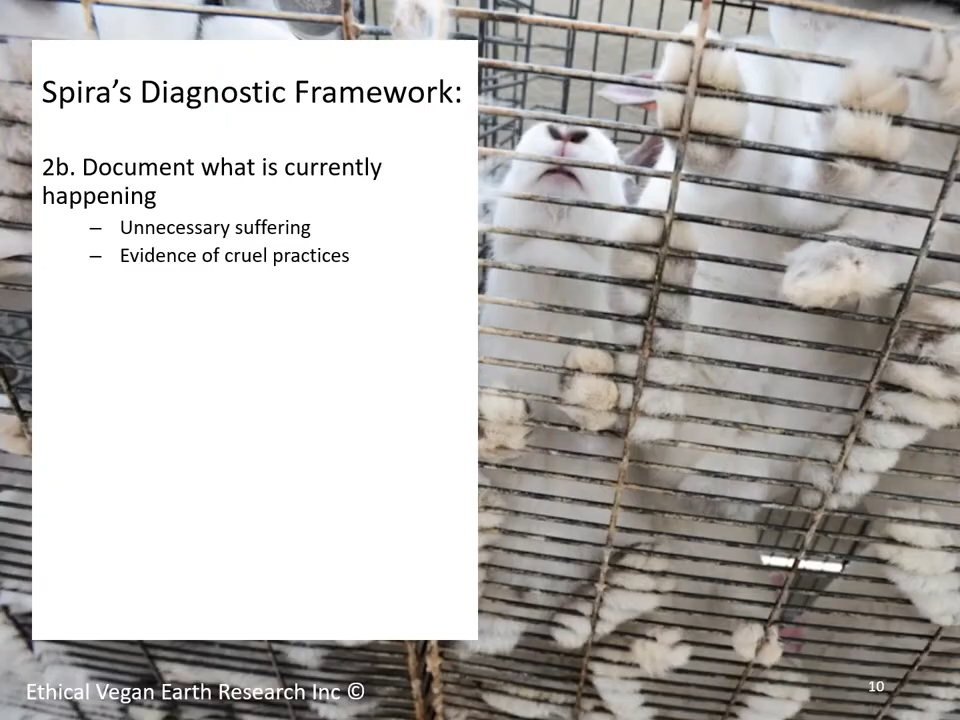 Spira’s Diagnostic Framework:
2b. Document what is currently
happening
– Unnecessary suffering
– Evidence of cruel practices
Ethical Vegan Earth Research Inc ©
10